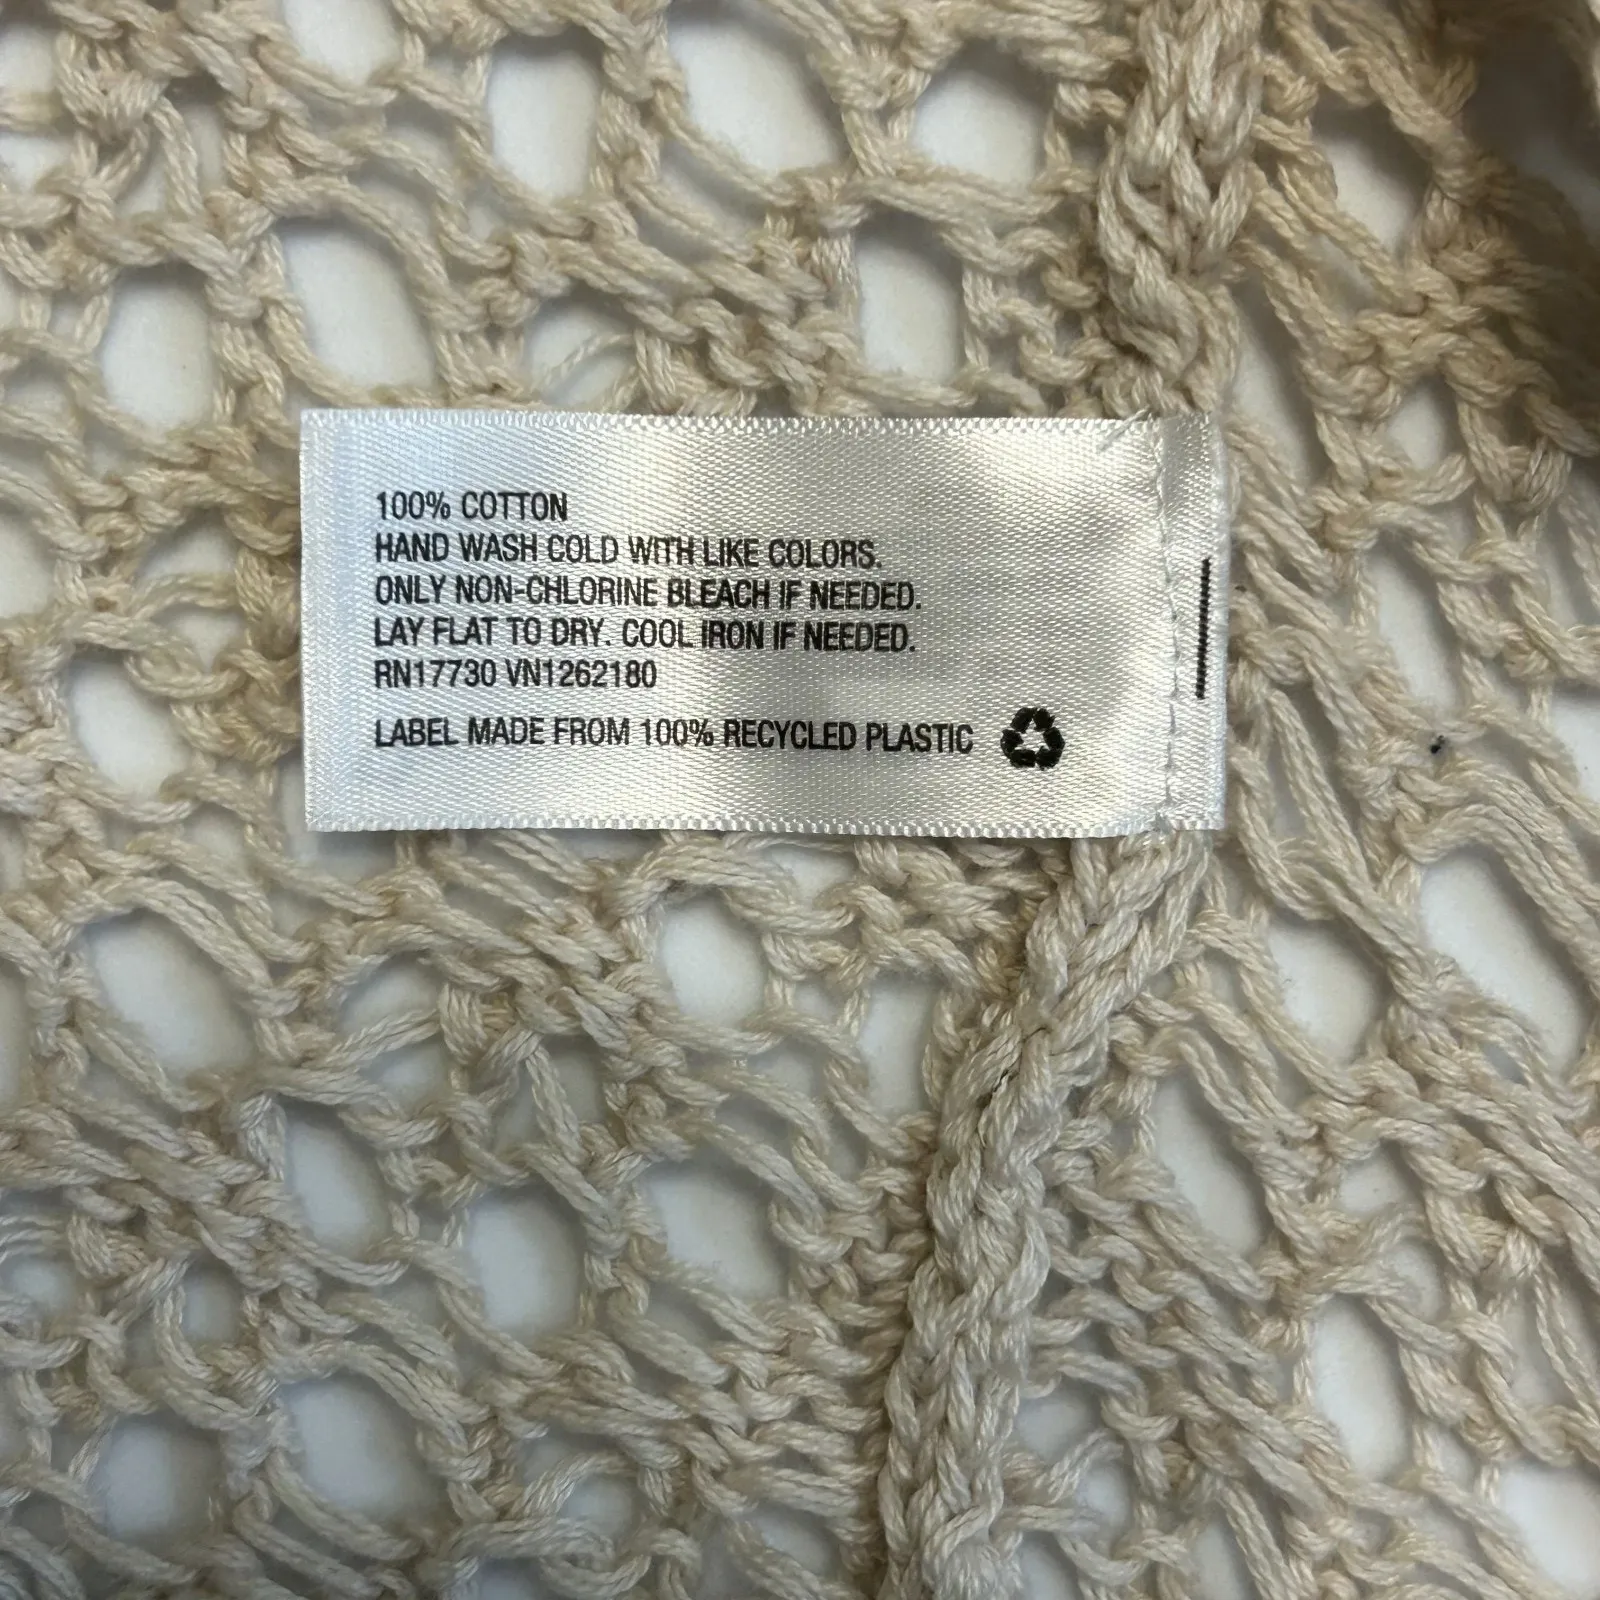 100% COTTON
HAND WASH COLD WITH LIKE COLORS.
ONLY NON-CHLORINE BLEACH IF NEEDED.
LAY FLAT TO DRY. COOL IRON IF NEEDED.
RN17730 VN1262180
LABEL MADE FROM 100% RECYCLED PLASTIC